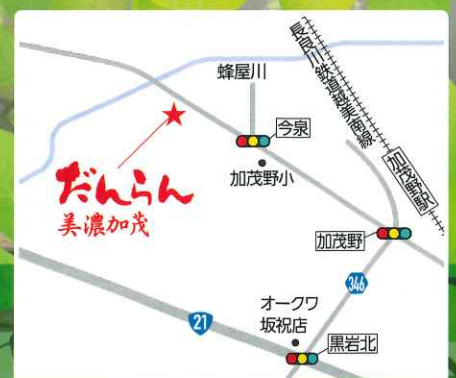 長良川鉄道越美南線
蜂屋川
今泉
加茂野駅
加茂野小
だんらん
美濃加茂
加茂野
346
オークワ
坂祝店
21
黒岩北